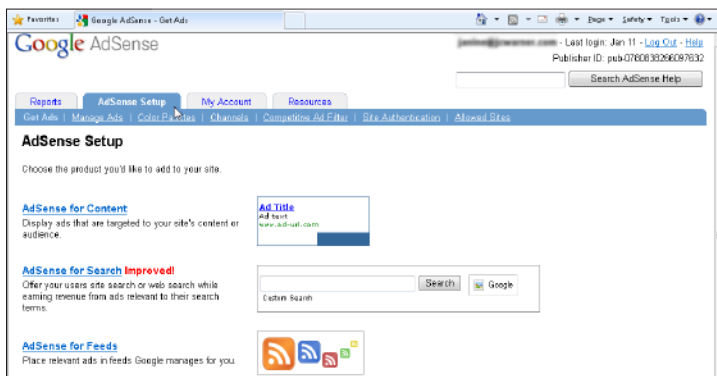 Favorites Google AdSense - Get Ads Page Safety Tools
Google AdSense
- Last login: Jan 11 - Log Out - Help
Publisher ID: pub-0760838266097632
Search AdSense Help
Reports AdSense Setup My Account Resources
Get Ads | Manage Ads | Color Palettes | Channels | Competitive Ad Filter | Site Authentication | Allowed Sites
AdSense Setup
Choose the product you'd like to add to your site.
AdSense for Content
Display ads that are targeted to your site's content or
audience.
Ad Title
Ad text
www.ad-url.com
AdSense for Search Improved!
Offer your users site search or web search while
earning revenue from ads relevant to their search
terms.
Search Google
Custom Search
AdSense for Feeds
Place relevant ads in feeds Google manages for you.